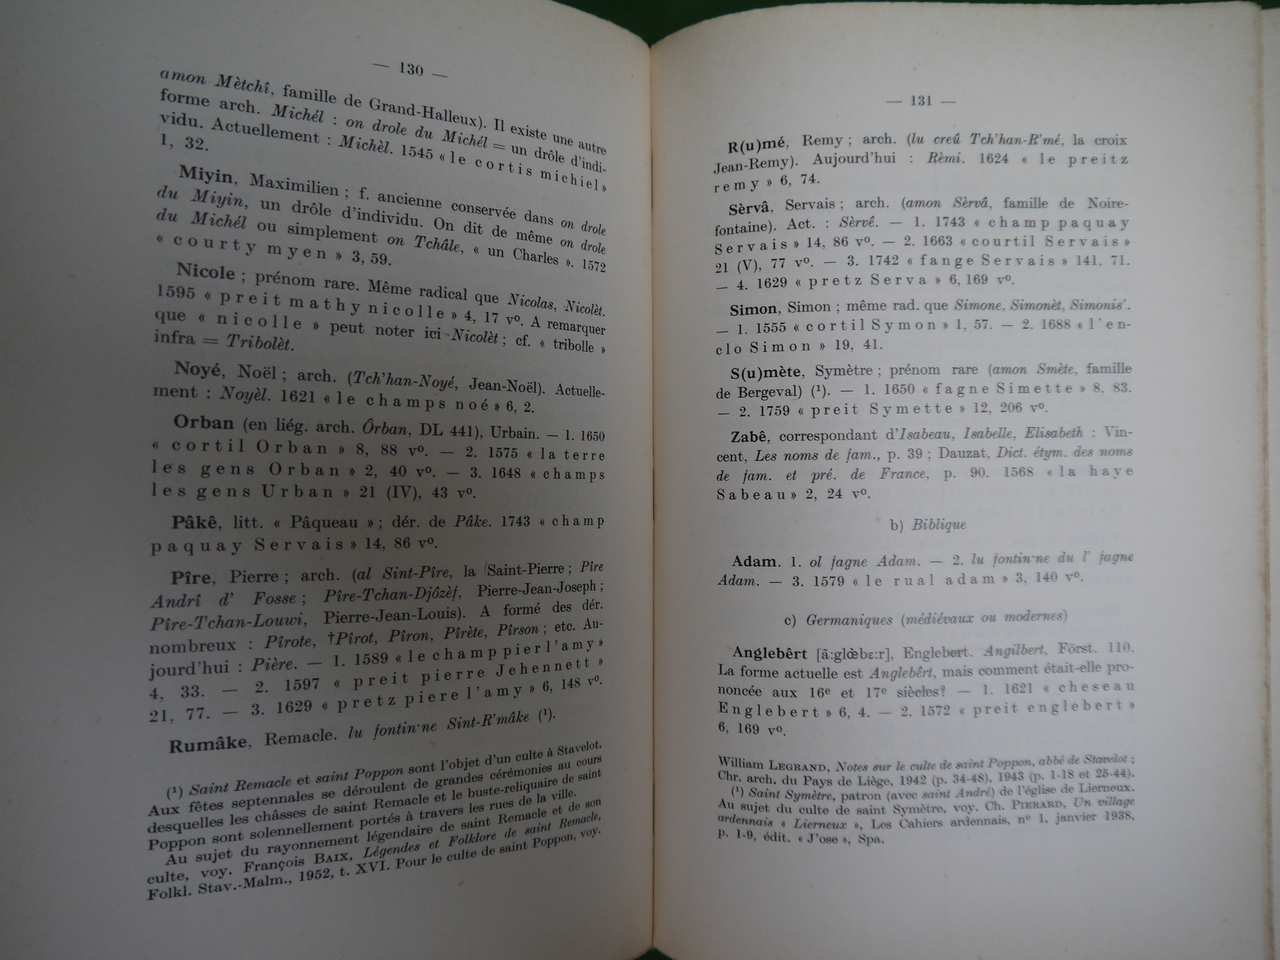 — 130 —
amon Mètchî, famille de Grand-Halleux). Il existe une autre
forme arch. Michél : on drole du Michél = un drôle d'indi-
vidu. Actuellement : Michèl. 1545 « le cortis michiel »
1, 32.
Miyin, Maximilien ; f. ancienne conservée dans on drole
du Miyin, un drôle d'individu. On dit de même on drole
du Michél ou simplement on Tchâle, « un Charles ». 1572
« courty myen » 3, 59.
Nicole ; prénom rare. Même radical que Nicolas, Nicolèt.
1595 « preit mathy nicolle » 4, 17 vº. A remarquer
que « nicolle » peut noter ici Nicolèt ; cf. « tribolle »
infra = Tribolèt.
Noyé, Noël ; arch. (Tch'han-Noyé, Jean-Noël). Actuelle-
ment : Noyèl. 1621 « le champs noé » 6, 2.
Orban (en liég. arch. Ôrban, DL 441), Urbain. — 1. 1650
« cortil Orban » 8, 88 vº. — 2. 1575 « la terre
les gens Orban » 2, 40 vº. — 3. 1648 « champs
les gens Urban » 21 (IV), 43 vº.
Pâkê, litt. « Pâqueau » ; dér. de Pâke. 1743 « champ
paquay Servais » 14, 86 vº.
Pîre, Pierre ; arch. (al Sint-Pîre, la Saint-Pierre ; Pîre
Andrî d' Fosse ; Pîre-Tchan-Djôzèf, Pierre-Jean-Joseph ;
Pîre-Tchan-Louwi, Pierre-Jean-Louis). A formé des dér.
nombreux : Pîrote, †Pîrot, Pîron, Pîrète, Pîrson ; etc. Au-
jourd'hui : Pière. — 1. 1589 « le champ pier l'amy »
4, 33. — 2. 1597 « preit pierre Jehennett »
21, 77. — 3. 1629 « pretz piere l'amy » 6, 148 vº.
Rumâke, Remacle. lu fontin·ne Sint-R'mâke (¹).
(¹) Saint Remacle et saint Poppon sont l'objet d'un culte à Stavelot.
Aux fêtes septennales se déroulent de grandes cérémonies au cours
desquelles les châsses de saint Remacle et le buste-reliquaire de saint
Poppon sont solennellement portés à travers les rues de la ville.
Au sujet du rayonnement légendaire de saint Remacle et de son
culte, voy. François BAIX, Légendes et Folklore de saint Remacle,
Folkl. Stav.-Malm., 1952, t. XVI. Pour le culte de saint Poppon, voy.
— 131 —
R(u)mé, Remy ; arch. (lu creû Tch'han-R'mé, la croix
Jean-Remy). Aujourd'hui : Rèmi. 1624 « le preitz
remy » 6, 74.
Sèrvâ, Servais ; arch. (amon Sèrvâ, famille de Noire-
fontaine). Act. : Sèrvê. — 1. 1743 « champ paquay
Servais » 14, 86 vº. — 2. 1663 « courtil Servais »
21 (V), 77 vº. — 3. 1742 « fange Servais » 141, 71.
— 4. 1629 « pretz Serva » 6, 169 vº.
Simon, Simon ; même rad. que Simone, Simonèt, Simonis'.
— 1. 1555 « cortil Symon » 1, 57. — 2. 1688 « l'en-
clo Simon » 19, 41.
S(u)mète, Symètre ; prénom rare (amon Smète, famille
de Bergeval) (¹). — 1. 1650 « fagne Simette » 8, 83.
— 2. 1759 « preit Symette » 12, 206 vº.
Zabê, correspondant d'Isabeau, Isabelle, Elisabeth : Vin-
cent, Les noms de fam., p. 39 ; Dauzat, Dict. étym. des noms
de fam. et pré. de France, p. 90. 1568 « la haye
Sabeau » 2, 24 vº.
b) Biblique
Adam. 1. ol fagne Adam. — 2. lu fontin·ne du l' fagne
Adam. — 3. 1579 « le rual adam » 3, 140 vº.
c) Germaniques (médiévaux ou modernes)
Anglebêrt [ã:glœbɛ:r], Englebert. Angilbert, Först. 110.
La forme actuelle est Anglebêrt, mais comment était-elle pro-
noncée aux 16e et 17e siècles? — 1. 1621 « cheseau
Englebert » 6, 4. — 2. 1572 « preit englebert »
6, 169 vº.
William LEGRAND, Notes sur le culte de saint Poppon, abbé de Stavelot ;
Chr. arch. du Pays de Liège, 1942 (p. 34-48), 1943 (p. 1-18 et 25-44).
(¹) Saint Symètre, patron (avec saint André) de l'église de Lierneux.
Au sujet du culte de saint Symètre, voy. Ch. PIERARD, Un village
ardennais « Lierneux », Les Cahiers ardennais, nº 1, janvier 1938,
p. 1-9, édit. « J'ose », Spa.